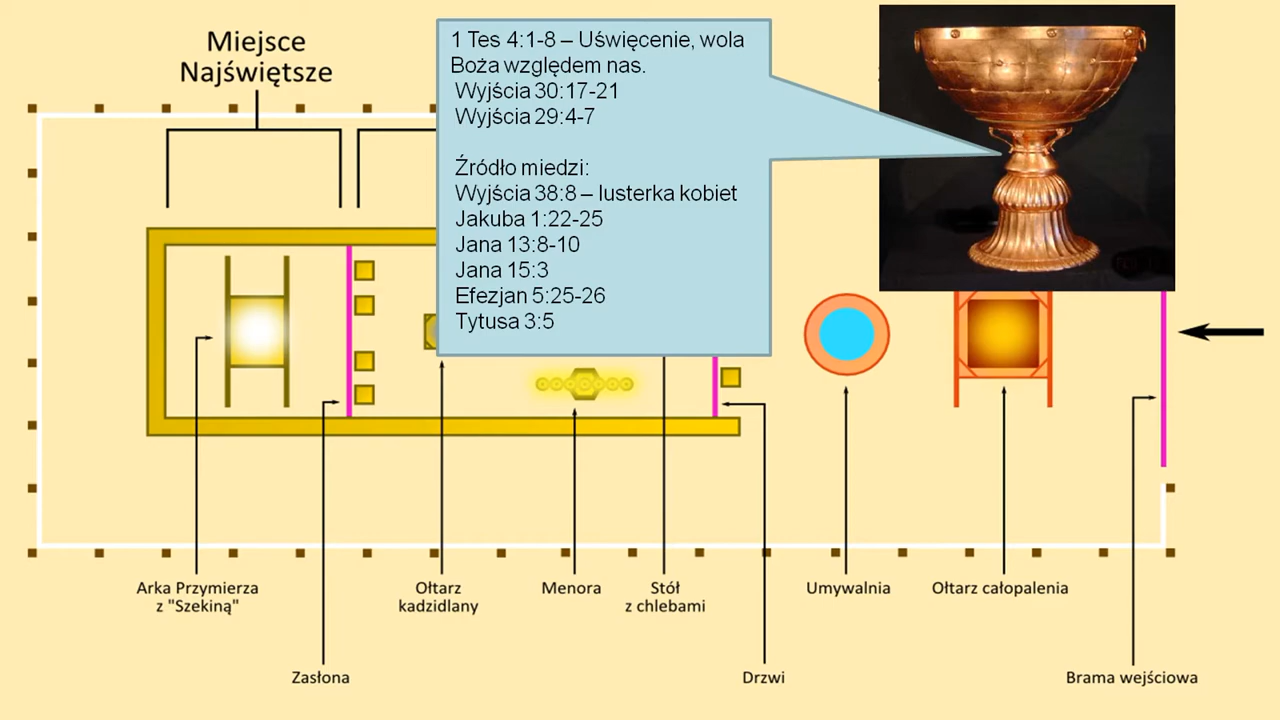 Miejsce
Najświętsze
1 Tes 4:1-8 – Uświęcenie, wola
Boża względem nas.
Wyjścia 30:17-21
Wyjścia 29:4-7
Źródło miedzi:
Wyjścia 38:8 – lusterka kobiet
Jakuba 1:22-25
Jana 13:8-10
Jana 15:3
Efezjan 5:25-26
Tytusa 3:5
Arka Przymierza
z "Szekiną"
Ołtarz
kadzidlany
Menora
Stół
z chlebami
Umywalnia
Ołtarz całopalenia
Zasłona
Drzwi
Brama wejściowa